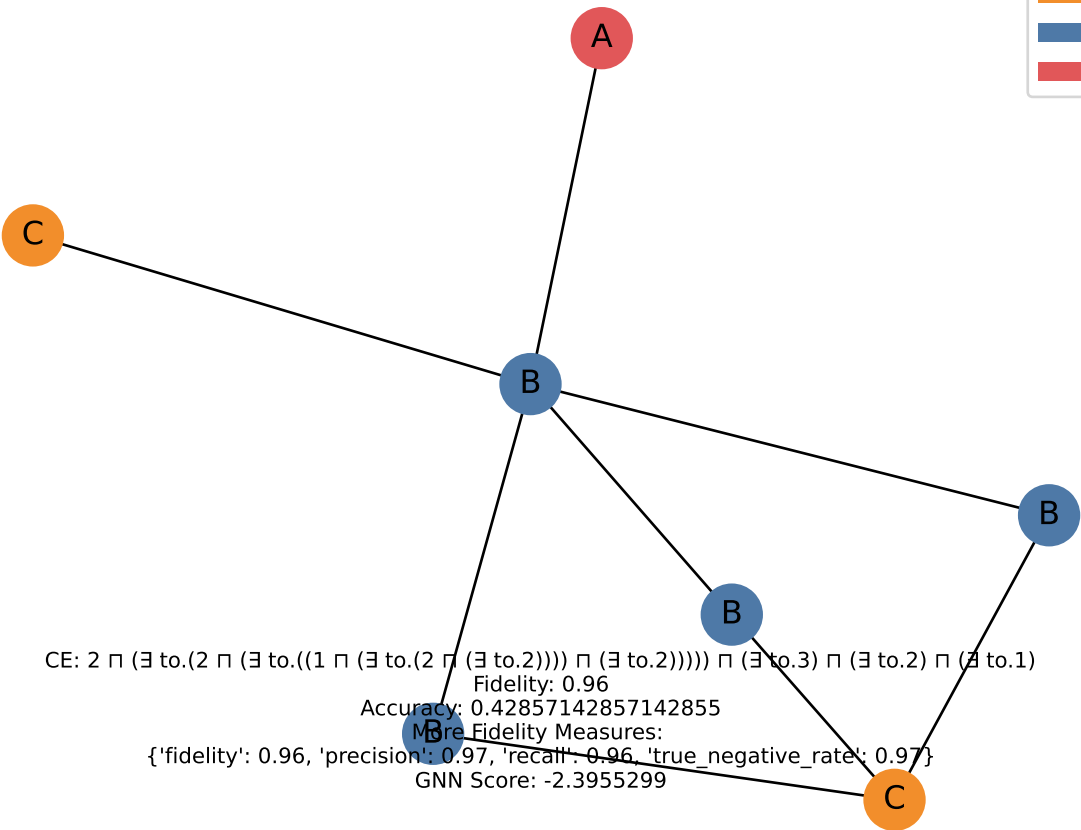 A
C
B
B
B
CE: 2 ⊓ (∃ to.(2 ⊓ (∃ to.((1 ⊓ (∃ to.(2 ⊓ (∃ to.2)))) ⊓ (∃ to.2))))) ⊓ (∃ to.3) ⊓ (∃ to.2) ⊓ (∃ to.1)
Fidelity: 0.96
Accuracy: 0.42857142857142855
B
More Fidelity Measures:
{'fidelity': 0.96, 'precision': 0.97, 'recall': 0.96, 'true_negative_rate': 0.97}
GNN Score: -2.3955299
C